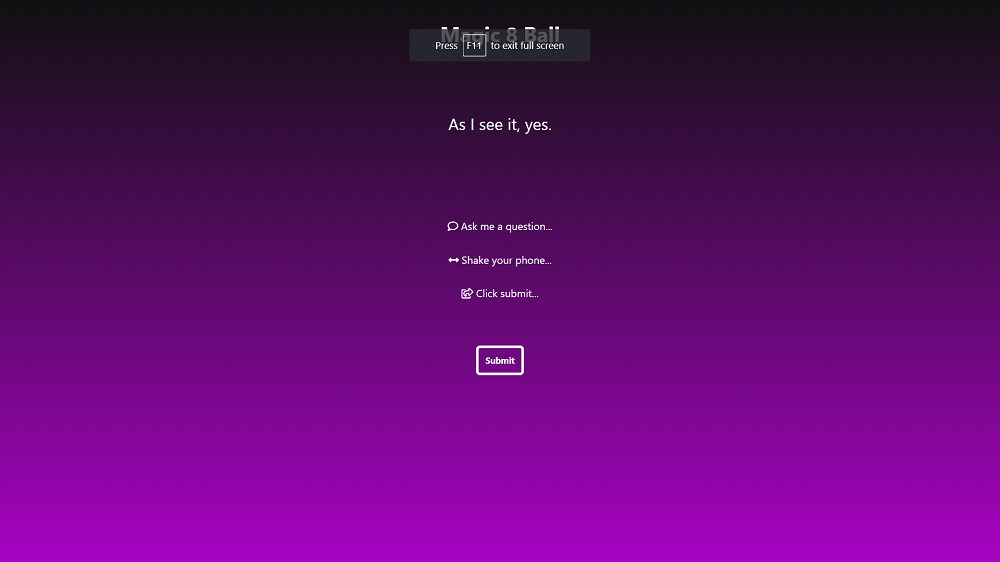 Magic 8 Ball
Press F11 to exit full screen
As I see it, yes.
Ask me a question...
Shake your phone...
Click submit...
Submit